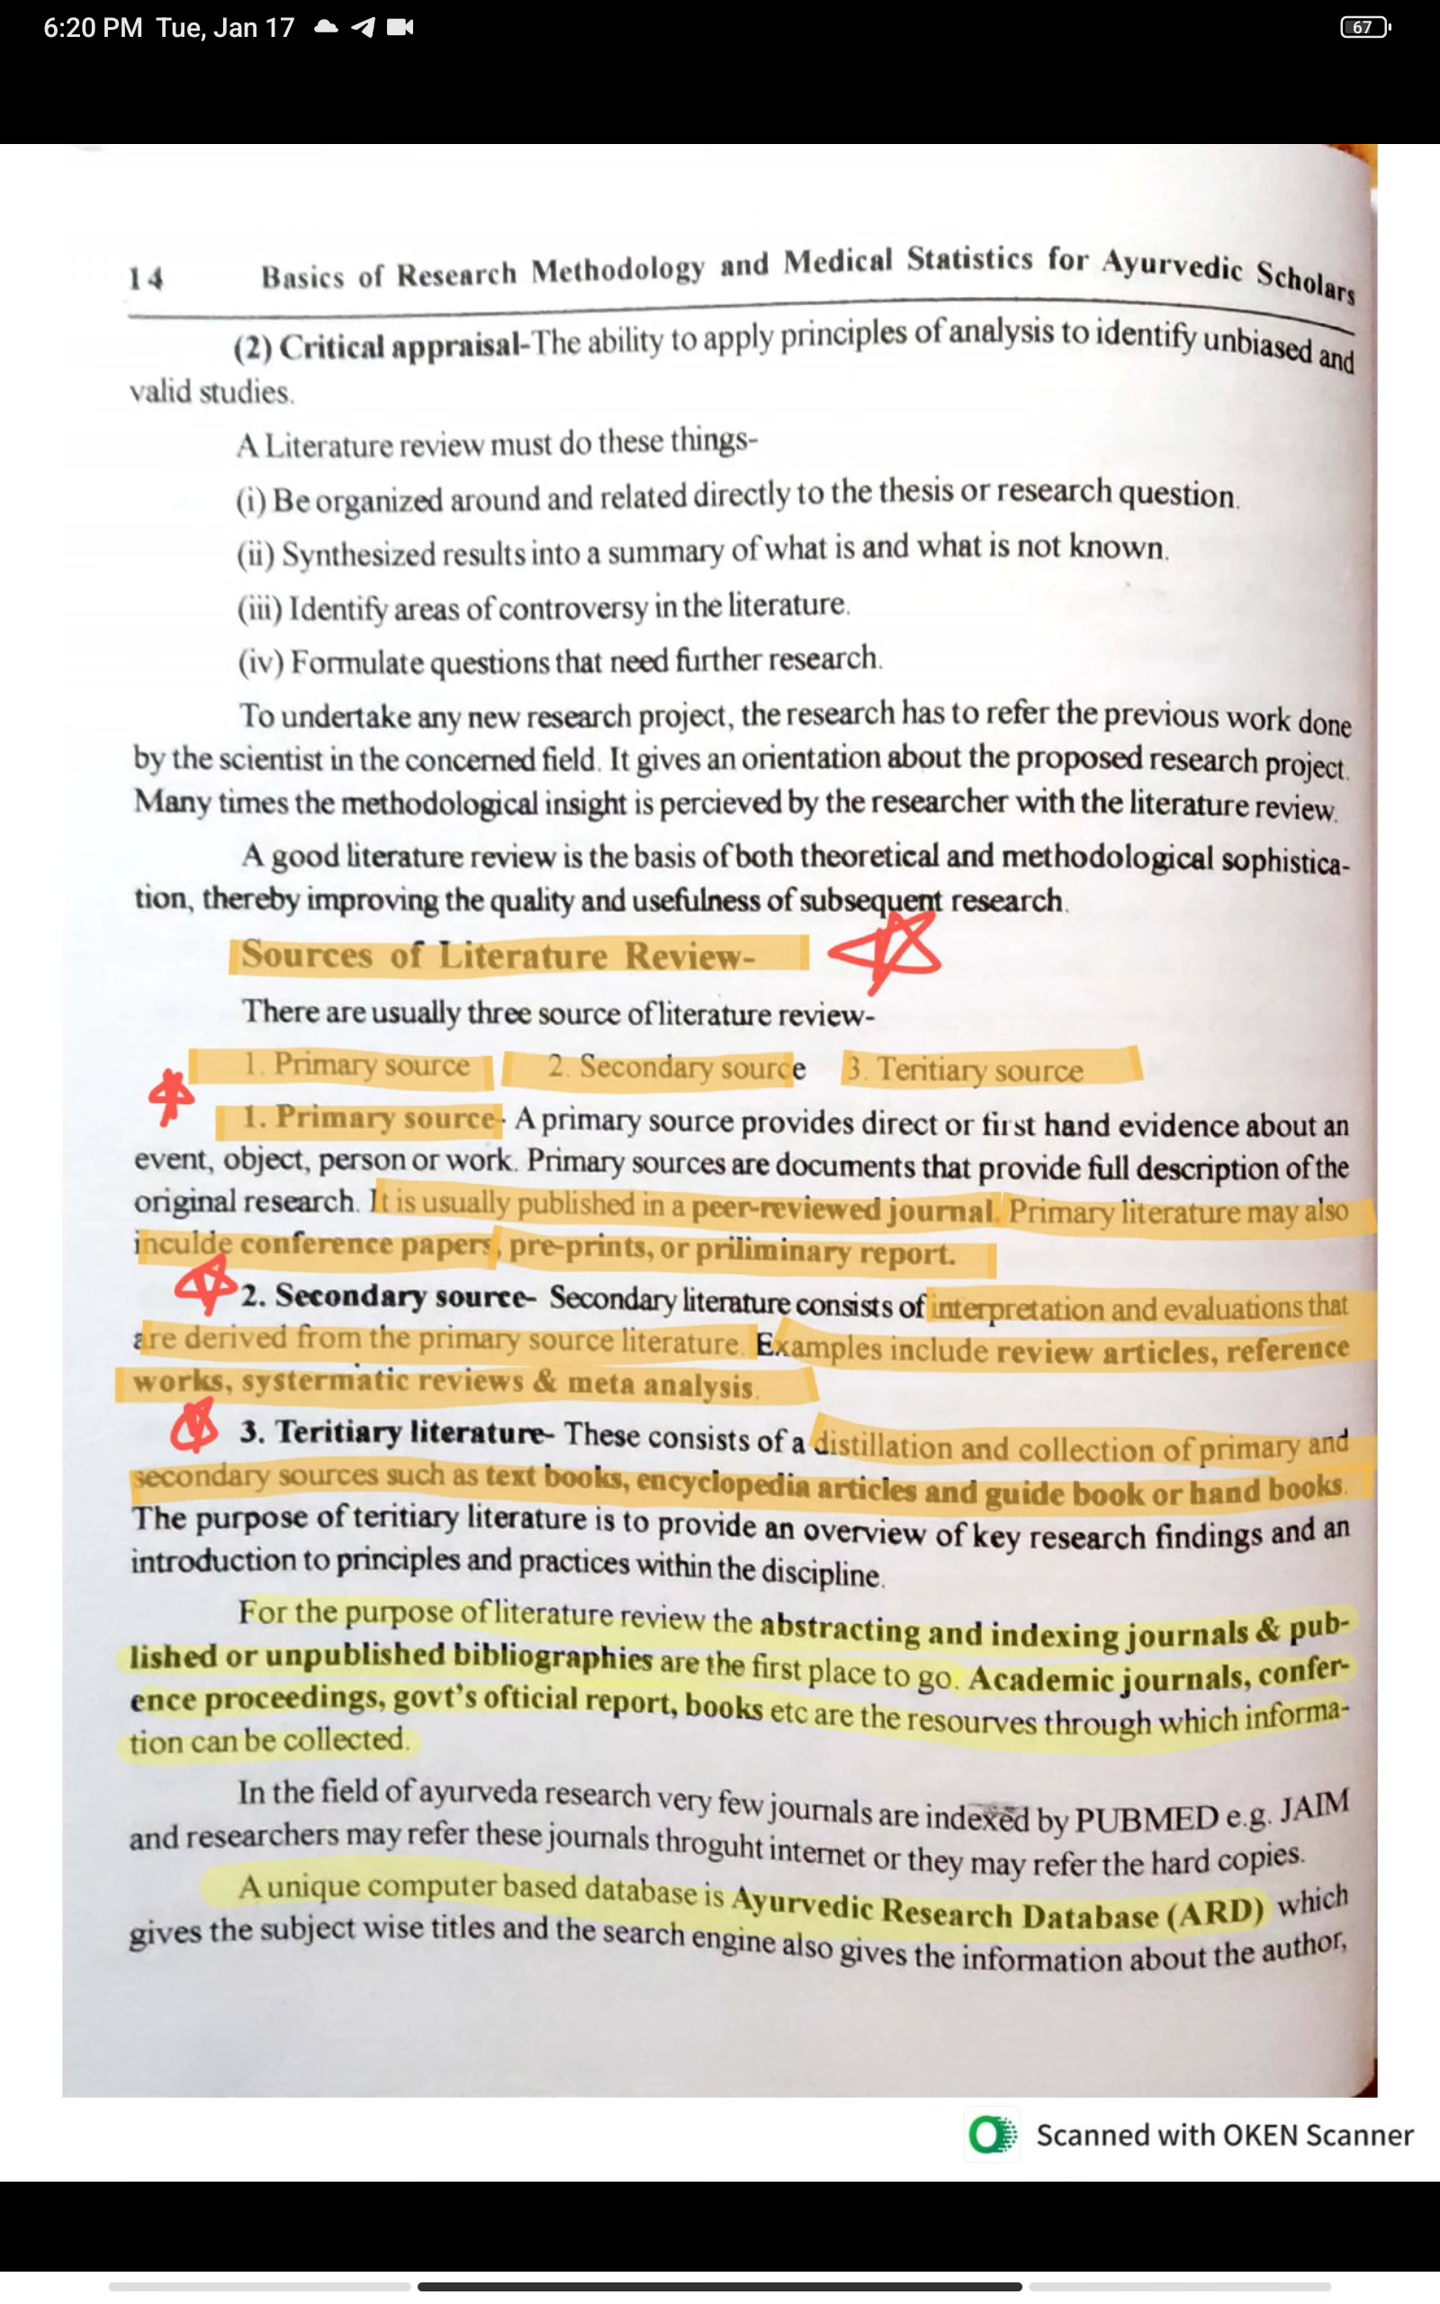 6:20 PM Tue, Jan 17
67
14 Basics of Research Methodology and Medical Statistics for Ayurvedic Scholars
(2) Critical appraisal-The ability to apply principles of analysis to identify unbiased and
valid studies.
A Literature review must do these things-
(i) Be organized around and related directly to the thesis or research question.
(ii) Synthesized results into a summary of what is and what is not known.
(iii) Identify areas of controversy in the literature.
(iv) Formulate questions that need further research.
To undertake any new research project, the research has to refer the previous work done
by the scientist in the concerned field. It gives an orientation about the proposed research project.
Many times the methodological insight is percieved by the researcher with the literature review.
A good literature review is the basis of both theoretical and methodological sophistica-
tion, thereby improving the quality and usefulness of subsequent research.
Sources of Literature Review-
There are usually three source of literature review-
1. Primary source 2. Secondary source 3. Teritiary source
1. Primary source- A primary source provides direct or first hand evidence about an
event, object, person or work. Primary sources are documents that provide full description of the
original research. It is usually published in a peer-reviewed journal. Primary literature may also
inculde conference papers, pre-prints, or priliminary report.
2. Secondary source- Secondary literature consists of interpretation and evaluations that
are derived from the primary source literature. Examples include review articles, reference
works, systermatic reviews & meta analysis.
3. Teritiary literature- These consists of a distillation and collection of primary and
secondary sources such as text books, encyclopedia articles and guide book or hand books.
The purpose of teritiary literature is to provide an overview of key research findings and an
introduction to principles and practices within the discipline.
For the purpose of literature review the abstracting and indexing journals & pub-
lished or unpublished bibliographies are the first place to go. Academic journals, confer-
ence proceedings, govt's ofticial report, books etc are the resourves through which informa-
tion can be collected.
In the field of ayurveda research very few journals are indexed by PUBMED e.g. JAIM
and researchers may refer these journals throguht internet or they may refer the hard copies.
A unique computer based database is Ayurvedic Research Database (ARD) which
gives the subject wise titles and the search engine also gives the information about the author,
Scanned with OKEN Scanner